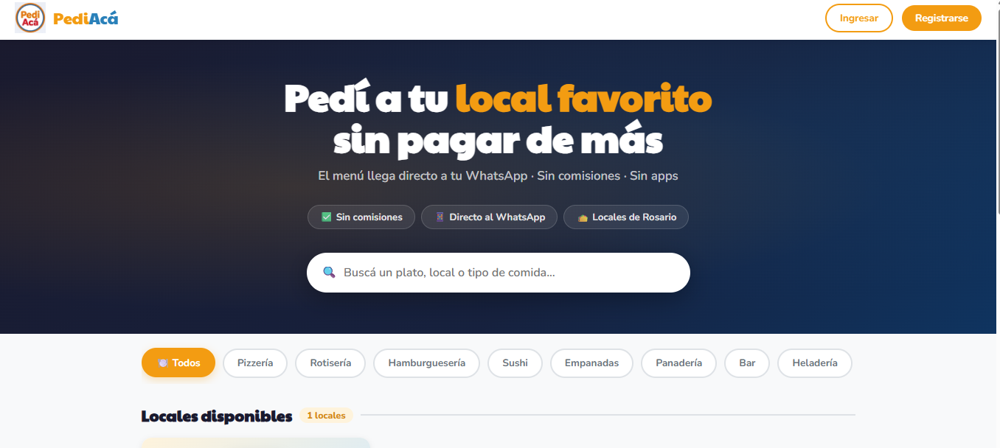 Pedi
Acá
PediAcá
Ingresar
Registrarse
Pedí a tu local favorito
sin pagar de más
El menú llega directo a tu WhatsApp · Sin comisiones · Sin apps
Sin comisiones
Directo al WhatsApp
Locales de Rosario
Buscá un plato, local o tipo de comida...
Todos
Pizzería
Rotisería
Hamburguesería
Sushi
Empanadas
Panadería
Bar
Heladería
Locales disponibles
1 locales